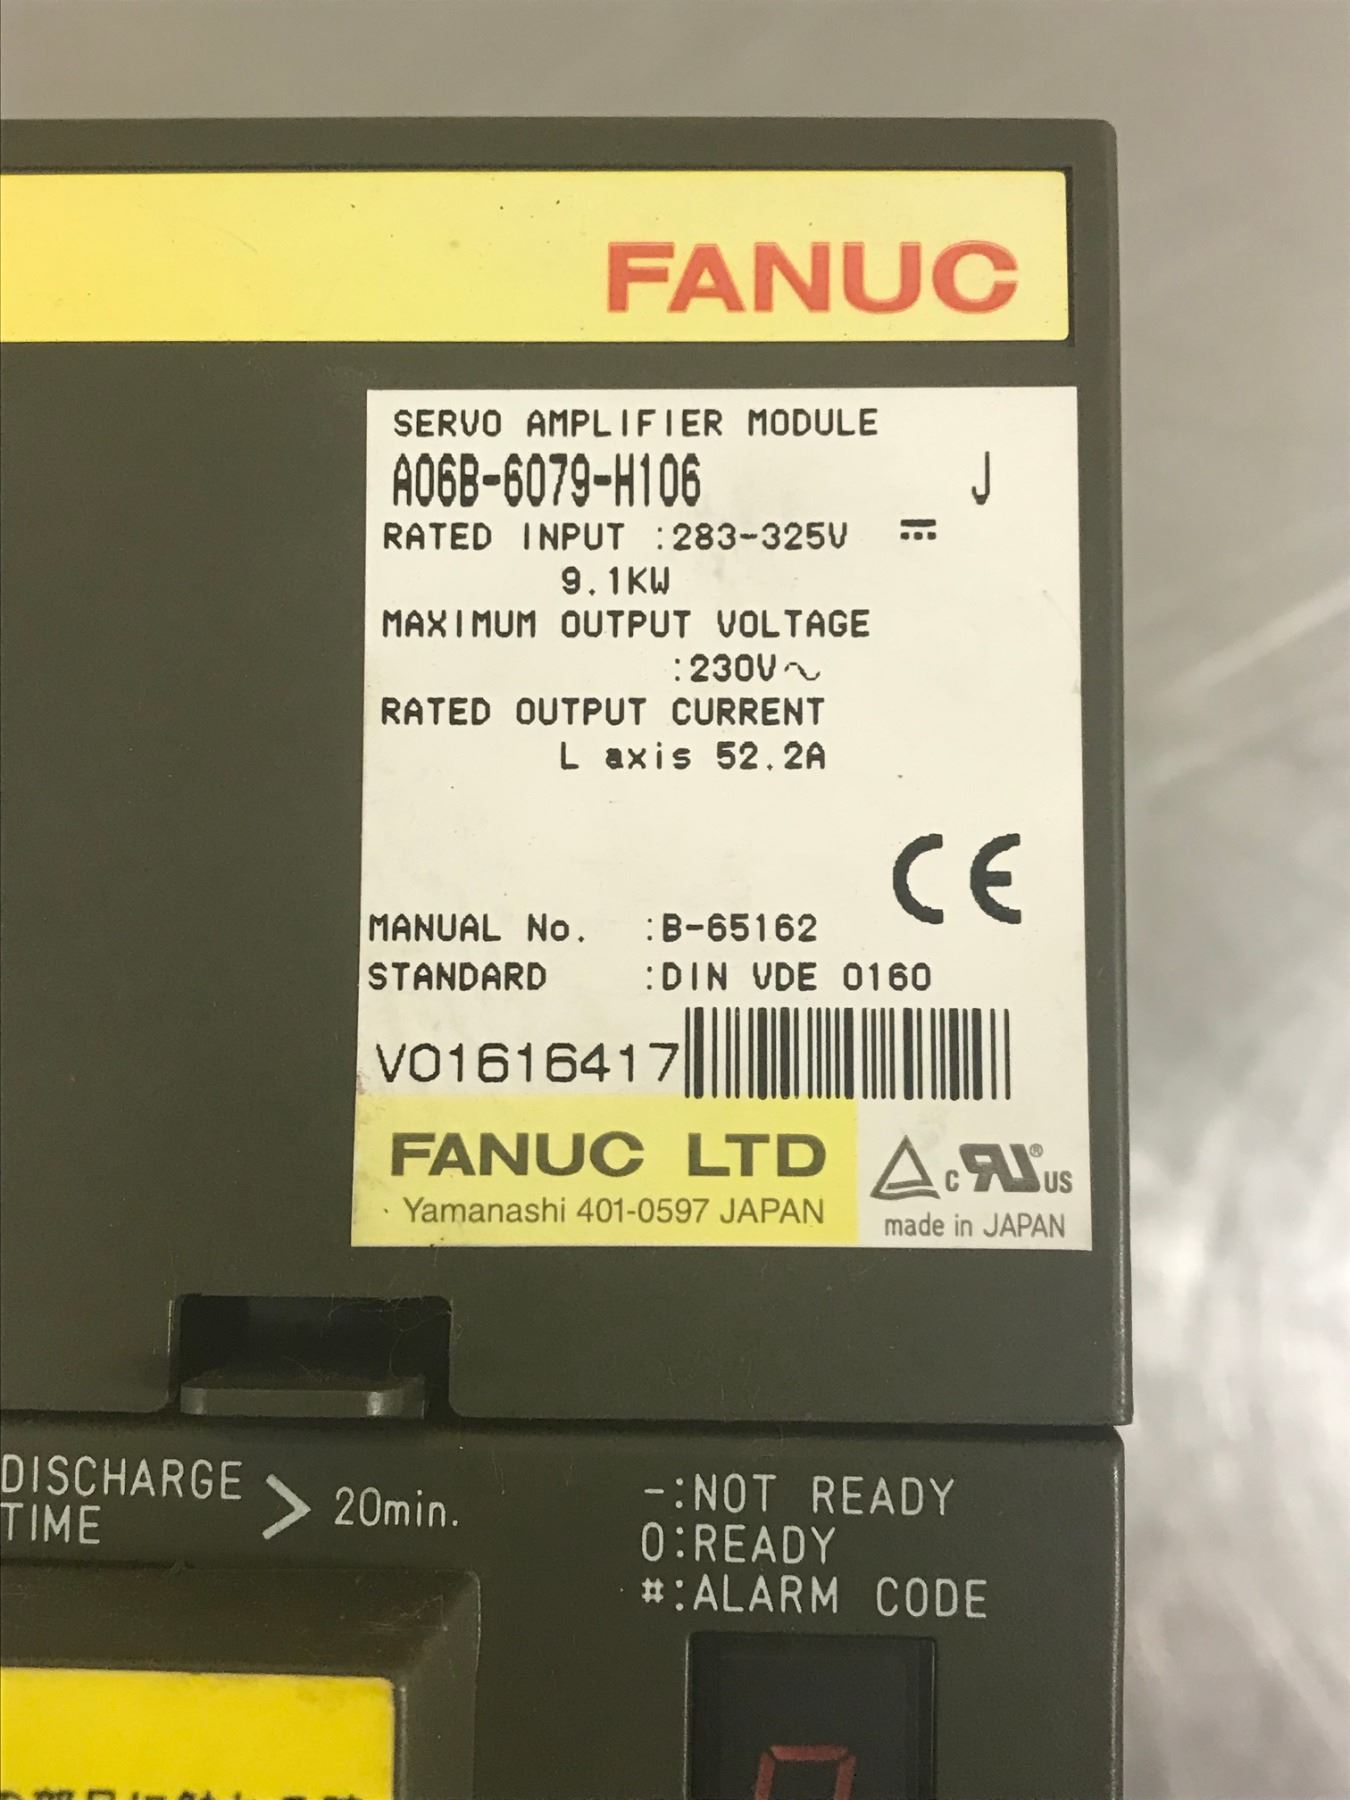 FANUC
SERVO AMPLIFIER MODULE
A06B-6079-H106 J
RATED INPUT :283-325V ⎓
9.1KW
MAXIMUM OUTPUT VOLTAGE
:230V～
RATED OUTPUT CURRENT
L axis 52.2A
CE
MANUAL No. :B-65162
STANDARD :DIN VDE 0160
V01616417
FANUC LTD
Yamanashi 401-0597 JAPAN
c RU ® US
made in JAPAN
DISCHARGE
TIME > 20min.
-:NOT READY
0:READY
#:ALARM CODE